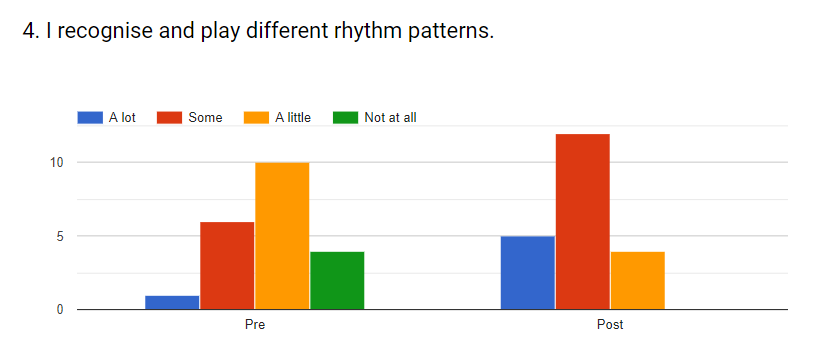 4. I recognise and play different rhythm patterns.
A lot Some A little Not at all
10
5
0
Pre Post